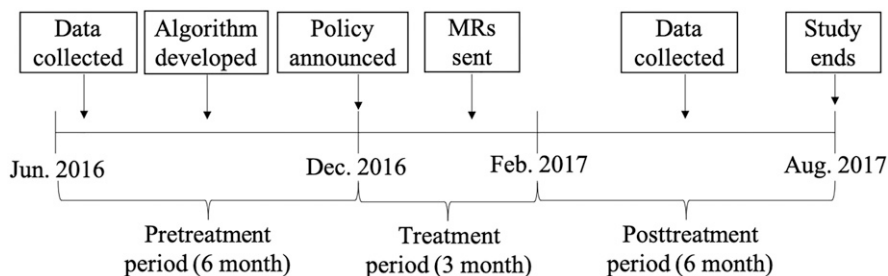 Data
collected
Algorithm
developed
Policy
announced
MRs
sent
Data
collected
Study
ends
Jun. 2016
Dec. 2016
Feb. 2017
Aug. 2017
Pretreatment
period (6 month)
Treatment
period (3 month)
Posttreatment
period (6 month)